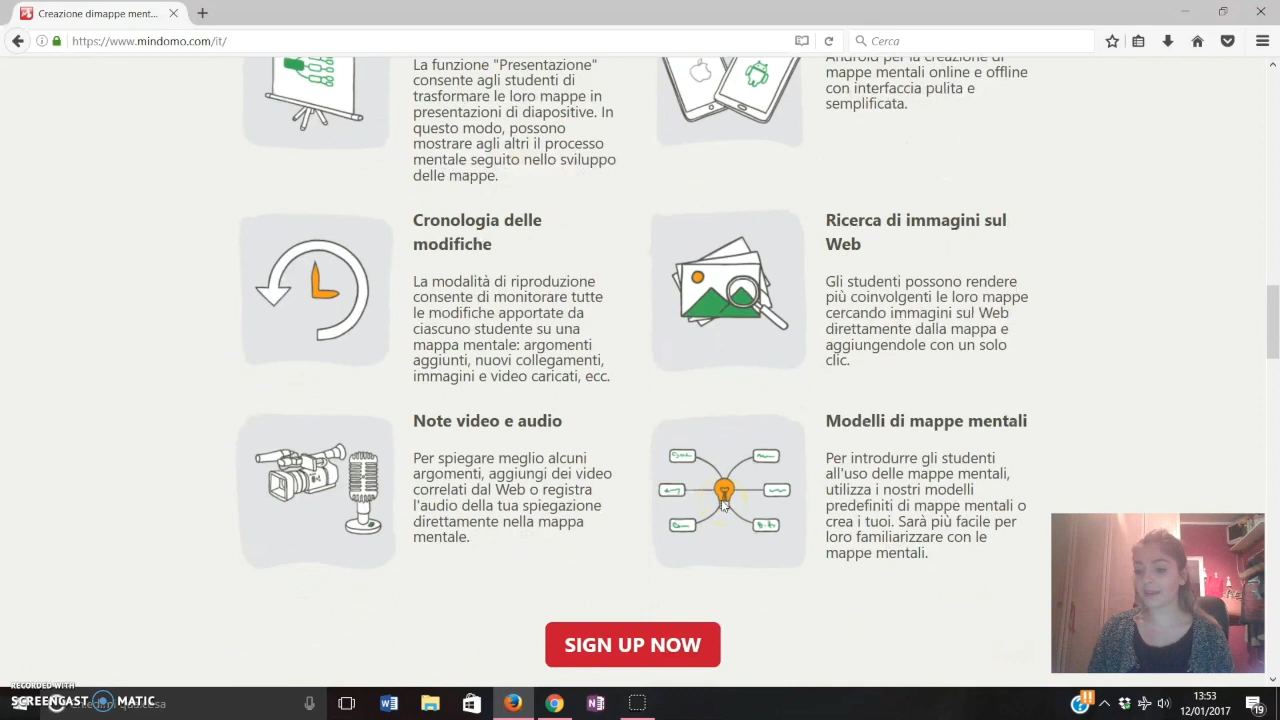 Creazione dimappe ment...
https://www.mindomo.com/it/
Cerca
La funzione "Presentazione"
consente agli studenti di
trasformare le loro mappe in
presentazioni di diapositive. In
questo modo, possono
mostrare agli altri il processo
mentale seguito nello sviluppo
delle mappe.
Android per la creazione di
mappe mentali online e offline
con interfaccia pulita e
semplificata.
Cronologia delle
modifiche
La modalità di riproduzione
consente di monitorare tutte
le modifiche apportate da
ciascuno studente su una
mappa mentale: argomenti
aggiunti, nuovi collegamenti,
immagini e video caricati, ecc.
Ricerca di immagini sul
Web
Gli studenti possono rendere
più coinvolgenti le loro mappe
cercando immagini sul Web
direttamente dalla mappa e
aggiungendole con un solo
clic.
Note video e audio
Per spiegare meglio alcuni
argomenti, aggiungi dei video
correlati dal Web o registra
l'audio della tua spiegazione
direttamente nella mappa
mentale.
Modelli di mappe mentali
Per introdurre gli studenti
all'uso delle mappe mentali,
utilizza i nostri modelli
predefiniti di mappe mentali o
crea i tuoi. Sarà più facile per
loro familiarizzare con le
mappe mentali.
SIGN UP NOW
RECORDED WITH
SCREENCAST MATIC
13:53
12/01/2017
19